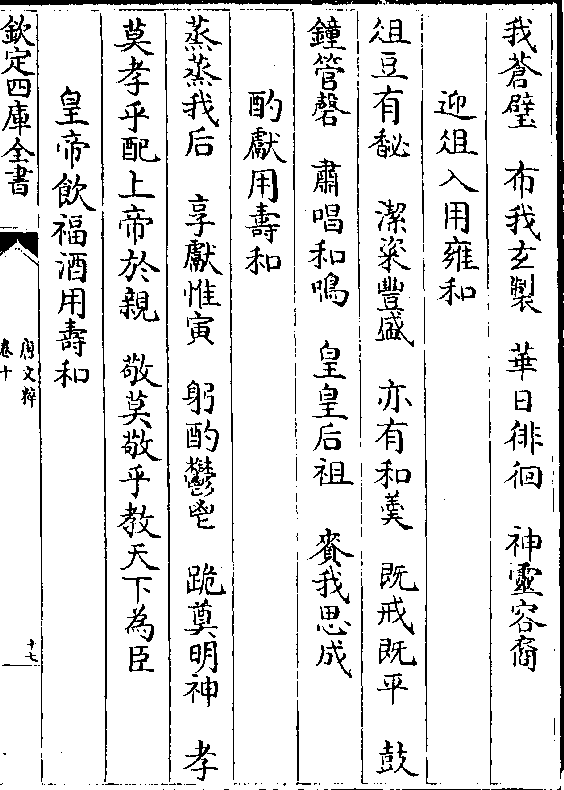 我蒼璧　布我玄製　華日徘徊　神靈容裔
迎俎入用雍和
俎豆有馝　潔粢豐盛　亦有和羹　既戒既平　鼓
鐘管磬　肅唱和鳴　皇皇后祖　賚我思成
酌獻用壽和
蒸蒸我后　享獻惟寅　躬酌鬱鬯　跪奠明神　孝
莫孝乎配上帝於親　敬莫敬乎教天下為臣
皇帝飲福酒用壽和
欽定四庫全書
唐文粹
卷十
十七